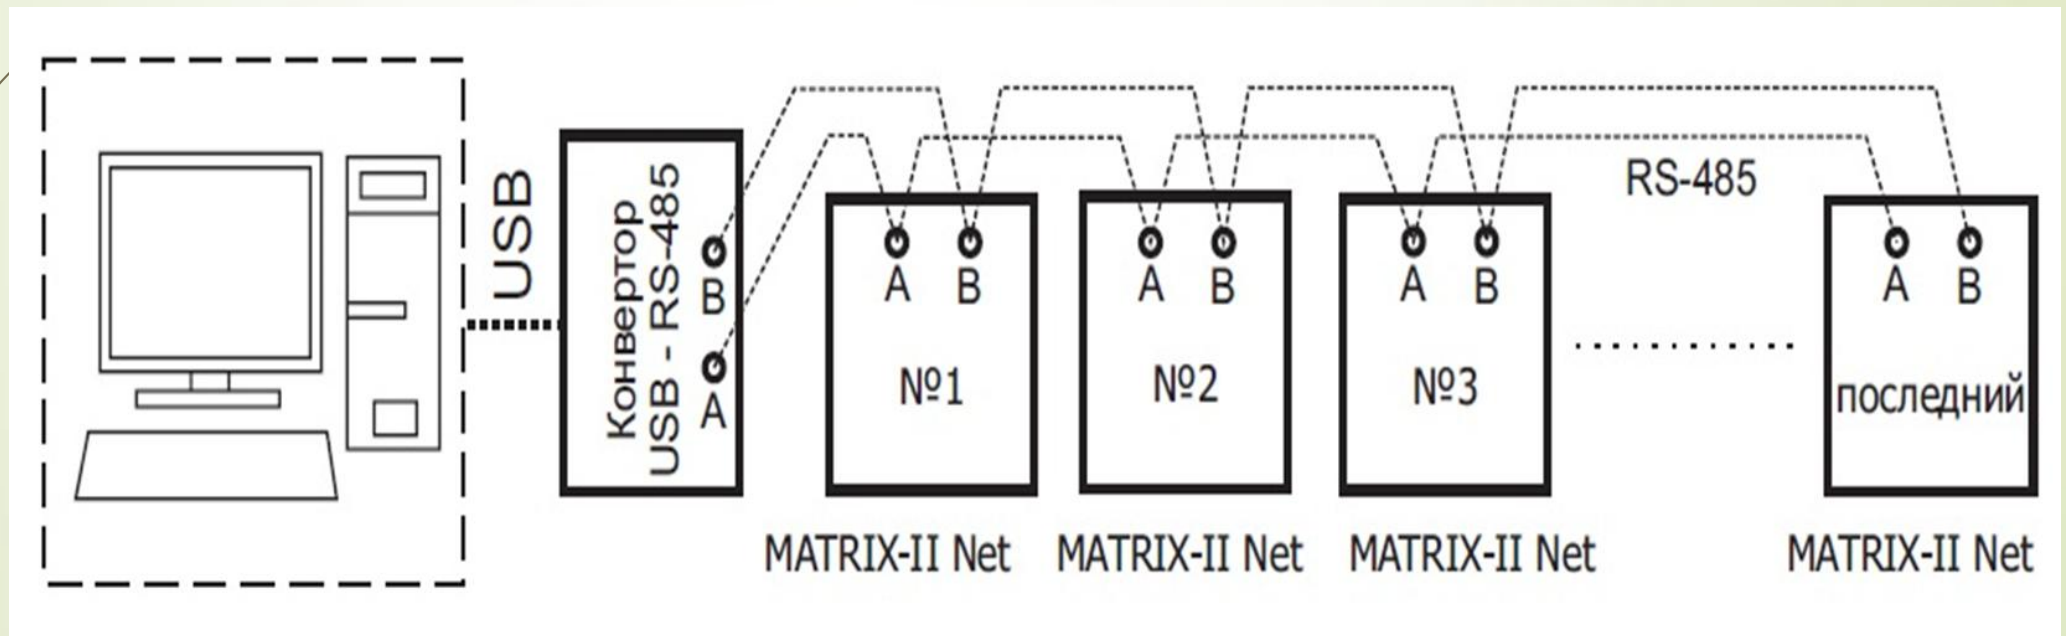 USB
Конвертор
USB - RS-485
B
A
A B
№1
MATRIX-II Net
A B
№2
MATRIX-II Net
A B
№3
MATRIX-II Net
RS-485
A B
последний
MATRIX-II Net